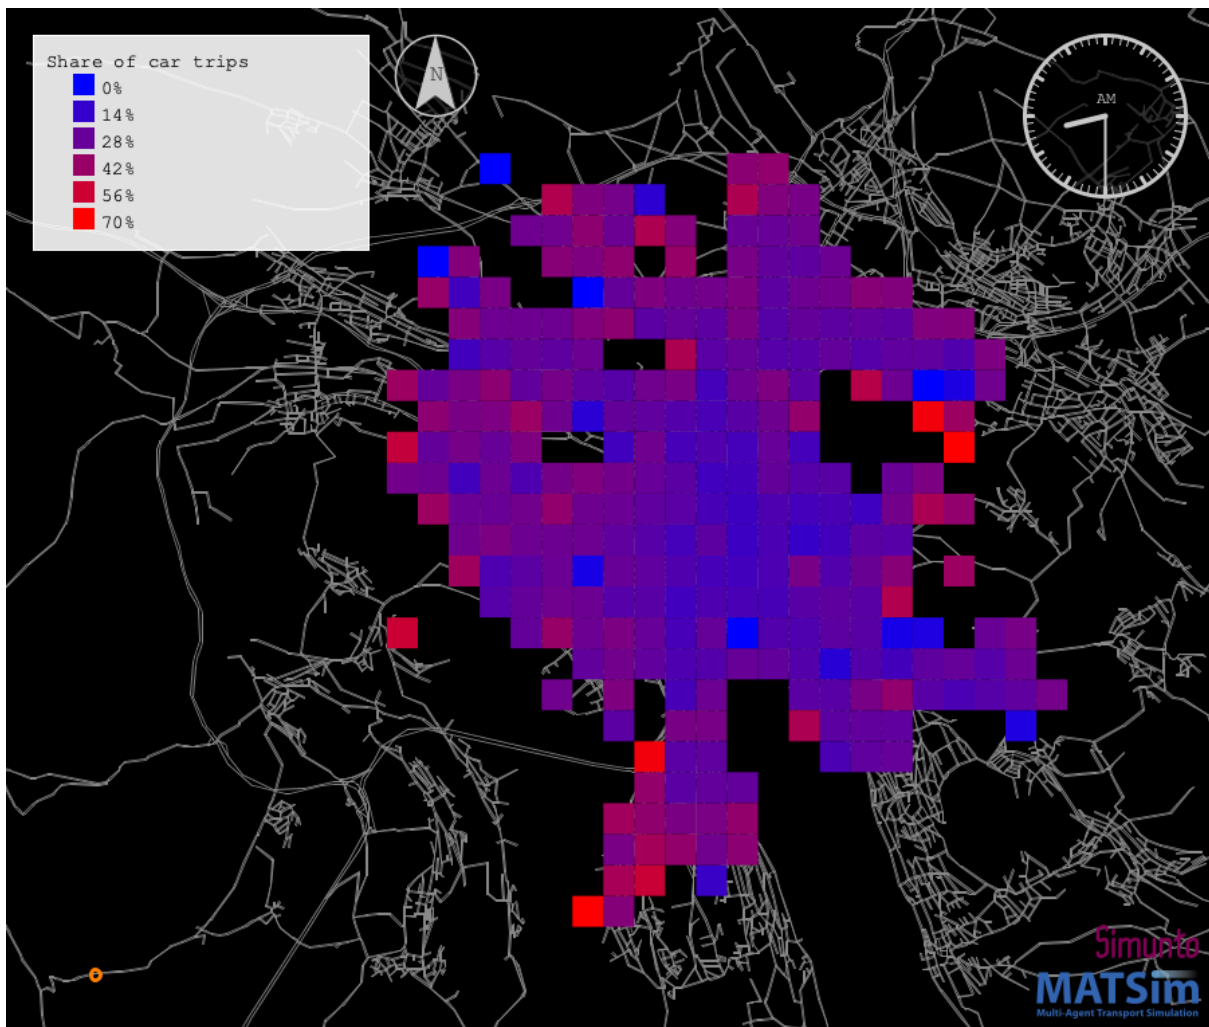 Share of car trips
0%
14%
28%
42%
56%
70%
N
AM
Simunto
MATSim
Multi-Agent Transport Simulation